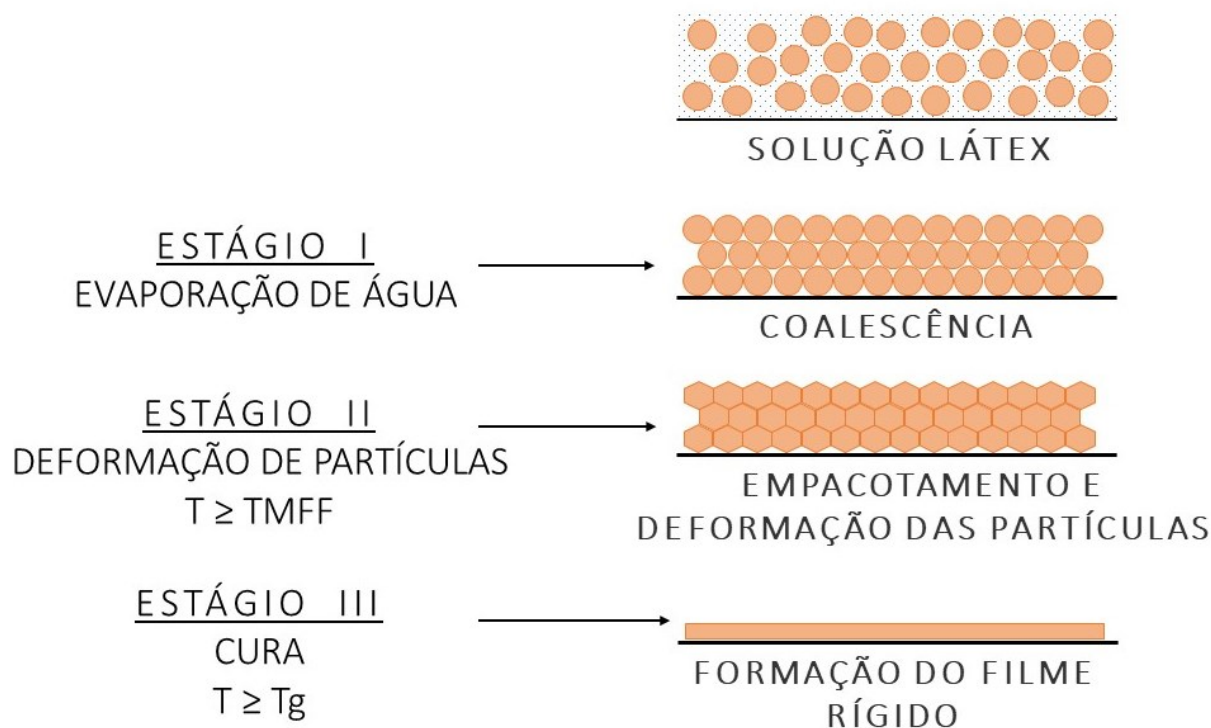 SOLUÇÃO LÁTEX
ESTÁGIO I
EVAPORAÇÃO DE ÁGUA
COALESCÊNCIA
ESTÁGIO II
DEFORMAÇÃO DE PARTÍCULAS
T ≥ TMFF
EMPACOTAMENTO E
DEFORMAÇÃO DAS PARTÍCULAS
ESTÁGIO III
CURA
T ≥ Tg
FORMAÇÃO DO FILME
RÍGIDO